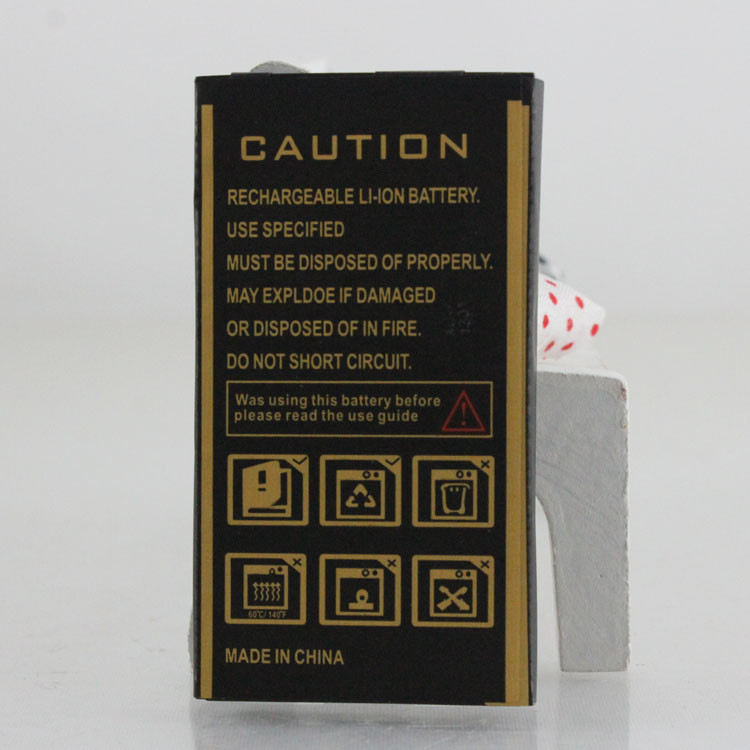 CAUTION
RECHARGEABLE LI-ION BATTERY.
USE SPECIFIED
MUST BE DISPOSED OF PROPERLY.
MAY EXPLDOE IF DAMAGED
OR DISPOSED OF IN FIRE.
DO NOT SHORT CIRCUIT.
Was using this battery before
please read the use guide
60℃/140℉
MADE IN CHINA